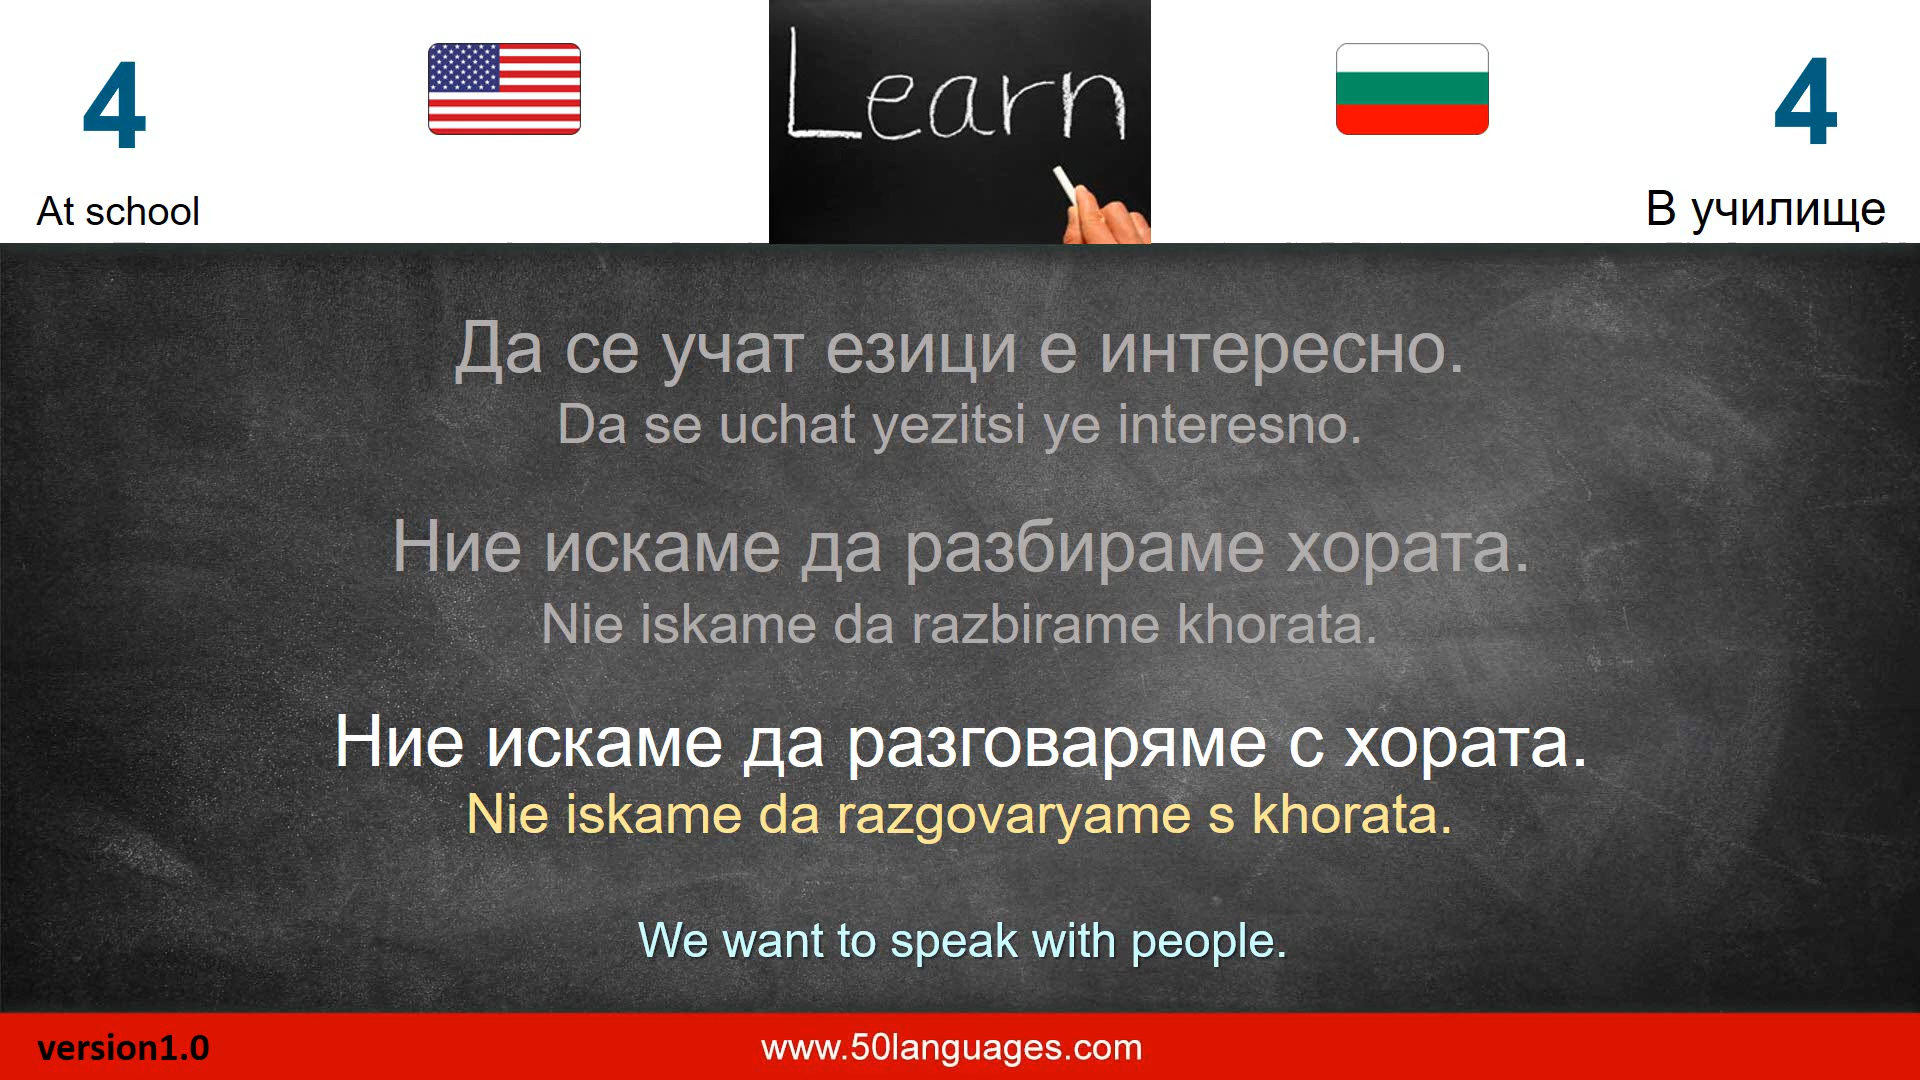 4
Learn
4
At school
В училище
Да се учат езици е интересно.
Da se uchat yezitsi ye interesno.
Ние искаме да разбираме хората.
Nie iskame da razbirame khorata.
Ние искаме да разговаряме с хората.
Nie iskame da razgovaryame s khorata.
We want to speak with people.
version1.0
www.50languages.com